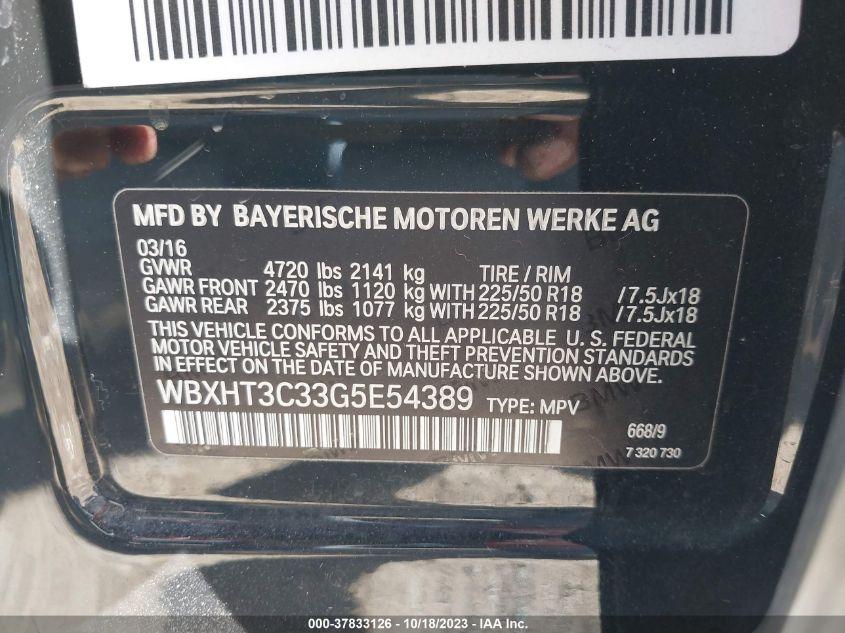 MFD BY BAYERISCHE MOTOREN WERKE AG
03/16
GVWR 4720 lbs 2141 kg TIRE / RIM
GAWR FRONT 2470 lbs 1120 kg WITH 225/50 R18 /7.5Jx18
GAWR REAR 2375 lbs 1077 kg WITH 225/50 R18 /7.5Jx18
THIS VEHICLE CONFORMS TO ALL APPLICABLE U. S. FEDERAL
MOTOR VEHICLE SAFETY AND THEFT PREVENTION STANDARDS
IN EFFECT ON THE DATE OF MANUFACTURE SHOWN ABOVE.
WBXHT3C33G5E54389 TYPE: MPV
668/9
7 320 730
000-37833126 - 10/18/2023 - IAA Inc.